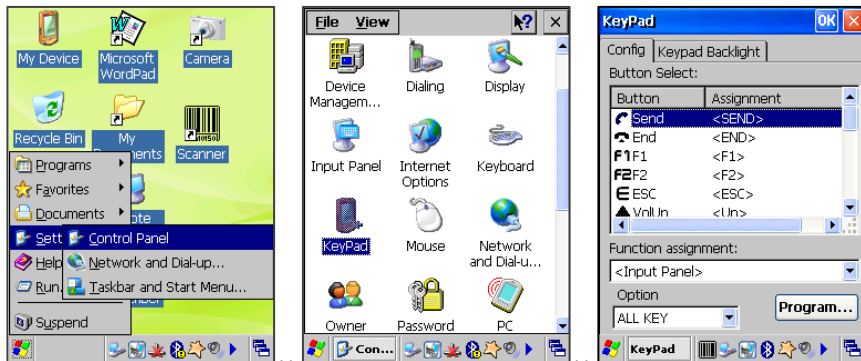 My Device
Microsoft
WordPad
Camera
Recycle Bin
My
Documents
Scanner
Programs
Favorites
Documents
Sett
Control Panel
Help
Network and Dial-up...
Run.
Taskbar and Start Menu...
Suspend
File View
Device
Managem...
Dialing
Display
Input Panel
Internet
Options
Keyboard
KeyPad
Mouse
Network
and Dial-u...
Owner
Password
PC
Con...
KeyPad
OK
Config
Keypad Backlight
Button Select:
Button Assignment
Send <SEND>
End <END>
F1 F1 <F1>
F2 F2 <F2>
ESC <ESC>
VolUp <Up>
Function assignment:
<Input Panel>
Option
ALL KEY
Program...
KeyPad